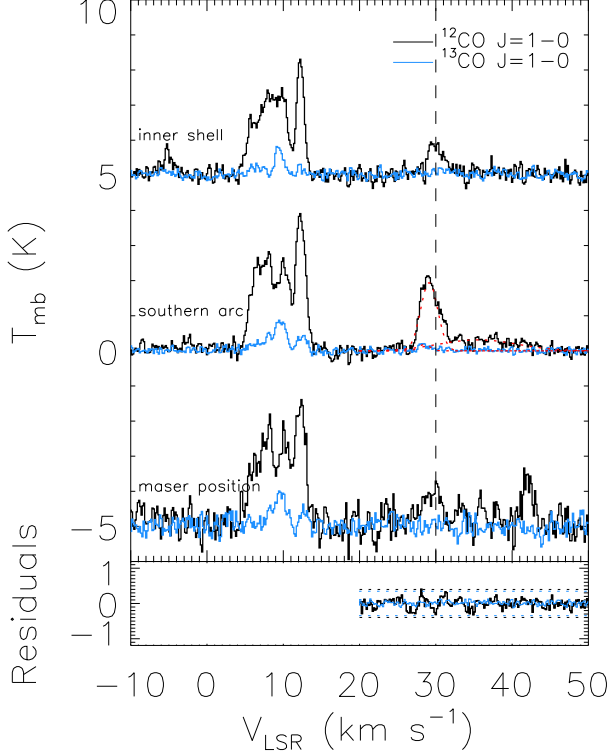 10
¹²CO J=1−0
¹³CO J=1−0
inner shell
5
T_mb (K)
southern arc
0
maser position
−5
Residuals
1
0
−1
−10 0 10 20 30 40 50
V_LSR (km s⁻¹)